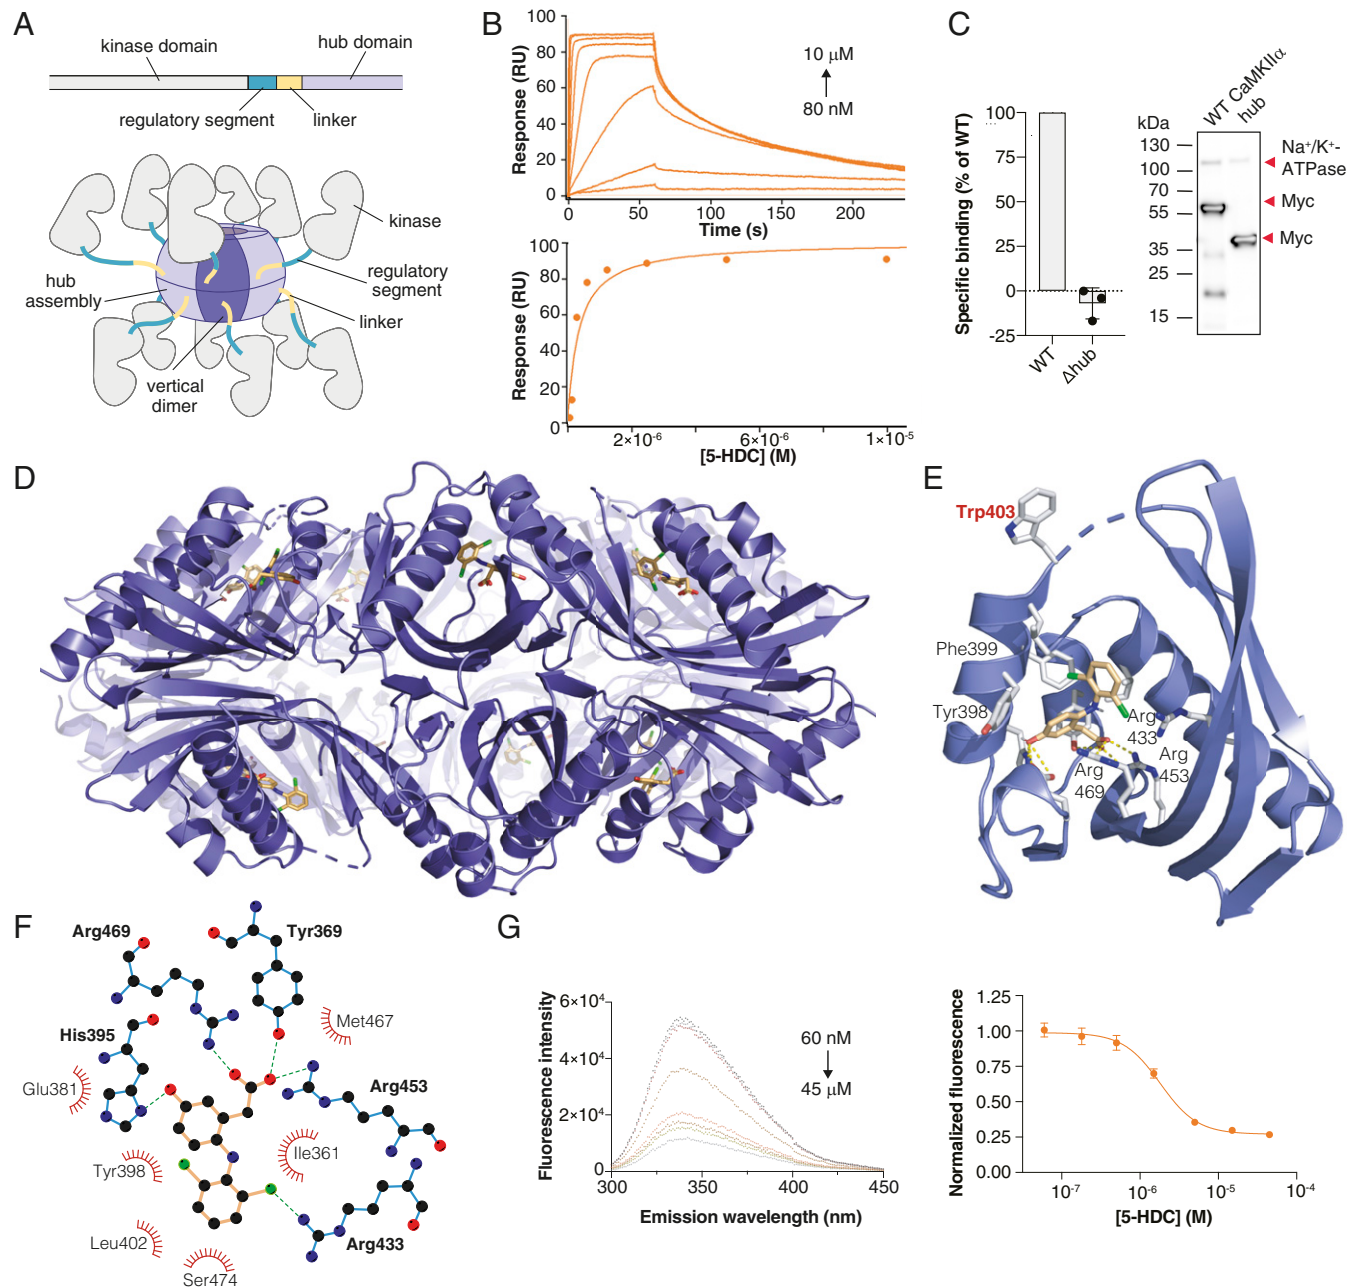 A
kinase domain
hub domain
regulatory segment
linker
kinase
regulatory
segment
hub
assembly
linker
vertical
dimer
B
Response (RU)
100
80
60
40
20
0
10 µM
80 nM
0
50
100
150
200
Time (s)
Response (RU)
100
80
60
40
20
0
2×10⁻⁶
6×10⁻⁶
1×10⁻⁵
[5-HDC] (M)
C
Specific binding (% of WT)
100
75
50
25
0
-25
WT
Δhub
WT
CaMKIIα
hub
kDa
130
100
70
55
35
25
15
Na⁺/K⁺-
ATPase
Myc
Myc
D
E
Trp403
Phe399
Tyr398
Arg
433
Arg
453
Arg
469
F
Arg469
Tyr369
Met467
His395
Glu381
Arg453
Ile361
Tyr398
Leu402
Arg433
Ser474
G
Fluorescence intensity
6×10⁴
4×10⁴
2×10⁴
0
60 nM
45 µM
300
350
400
450
Emission wavelength (nm)
Normalized fluorescence
1.25
1.00
0.75
0.50
0.25
0.00
10⁻⁷
10⁻⁶
10⁻⁵
10⁻⁴
[5-HDC] (M)